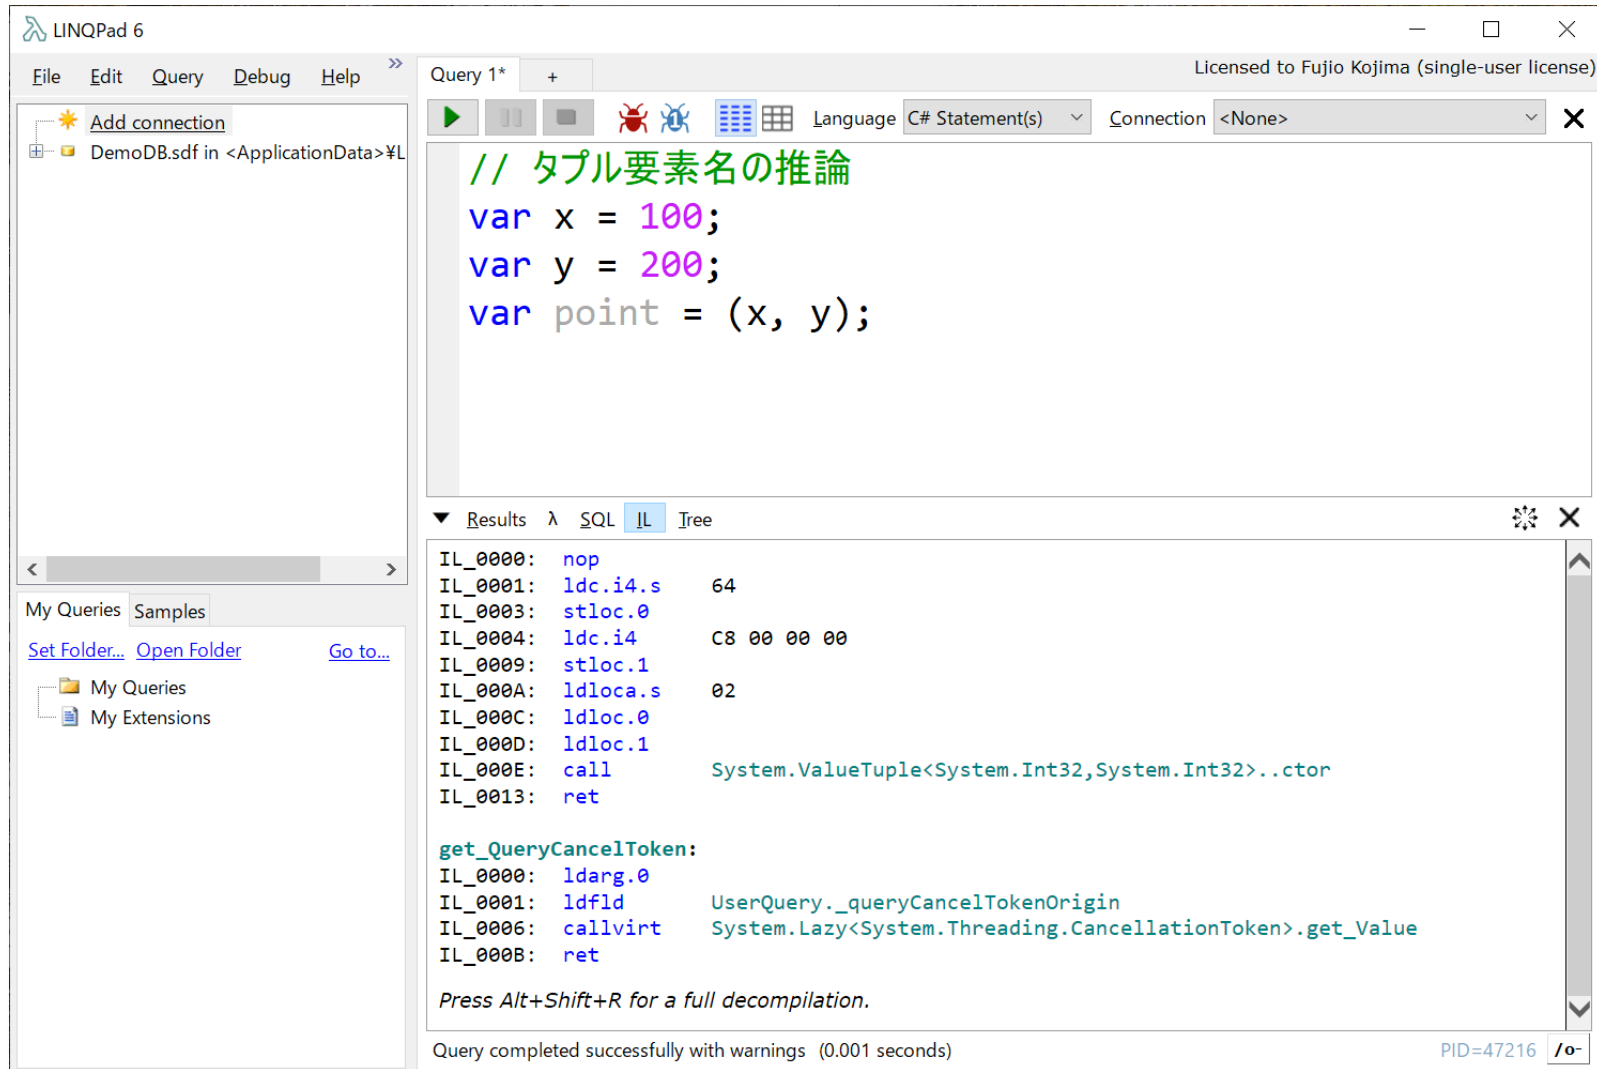 LINQPad 6
File Edit Query Debug Help »
Query 1* +
Licensed to Fujio Kojima (single-user license)
Language C# Statement(s) Connection <None>
Add connection
DemoDB.sdf in <ApplicationData>¥L
// タプル要素名の推論
var x = 100;
var y = 200;
var point = (x, y);
Results λ SQL IL Tree
IL_0000: nop
IL_0001: ldc.i4.s 64
IL_0003: stloc.0
IL_0004: ldc.i4 C8 00 00 00
IL_0009: stloc.1
IL_000A: ldloca.s 02
IL_000C: ldloc.0
IL_000D: ldloc.1
IL_000E: call System.ValueTuple<System.Int32,System.Int32>..ctor
IL_0013: ret
get_QueryCancelToken:
IL_0000: ldarg.0
IL_0001: ldfld UserQuery._queryCancelTokenOrigin
IL_0006: callvirt System.Lazy<System.Threading.CancellationToken>.get_Value
IL_000B: ret
Press Alt+Shift+R for a full decompilation.
My Queries Samples
Set Folder... Open Folder Go to...
My Queries
My Extensions
Query completed successfully with warnings (0.001 seconds)
PID=47216 /o-